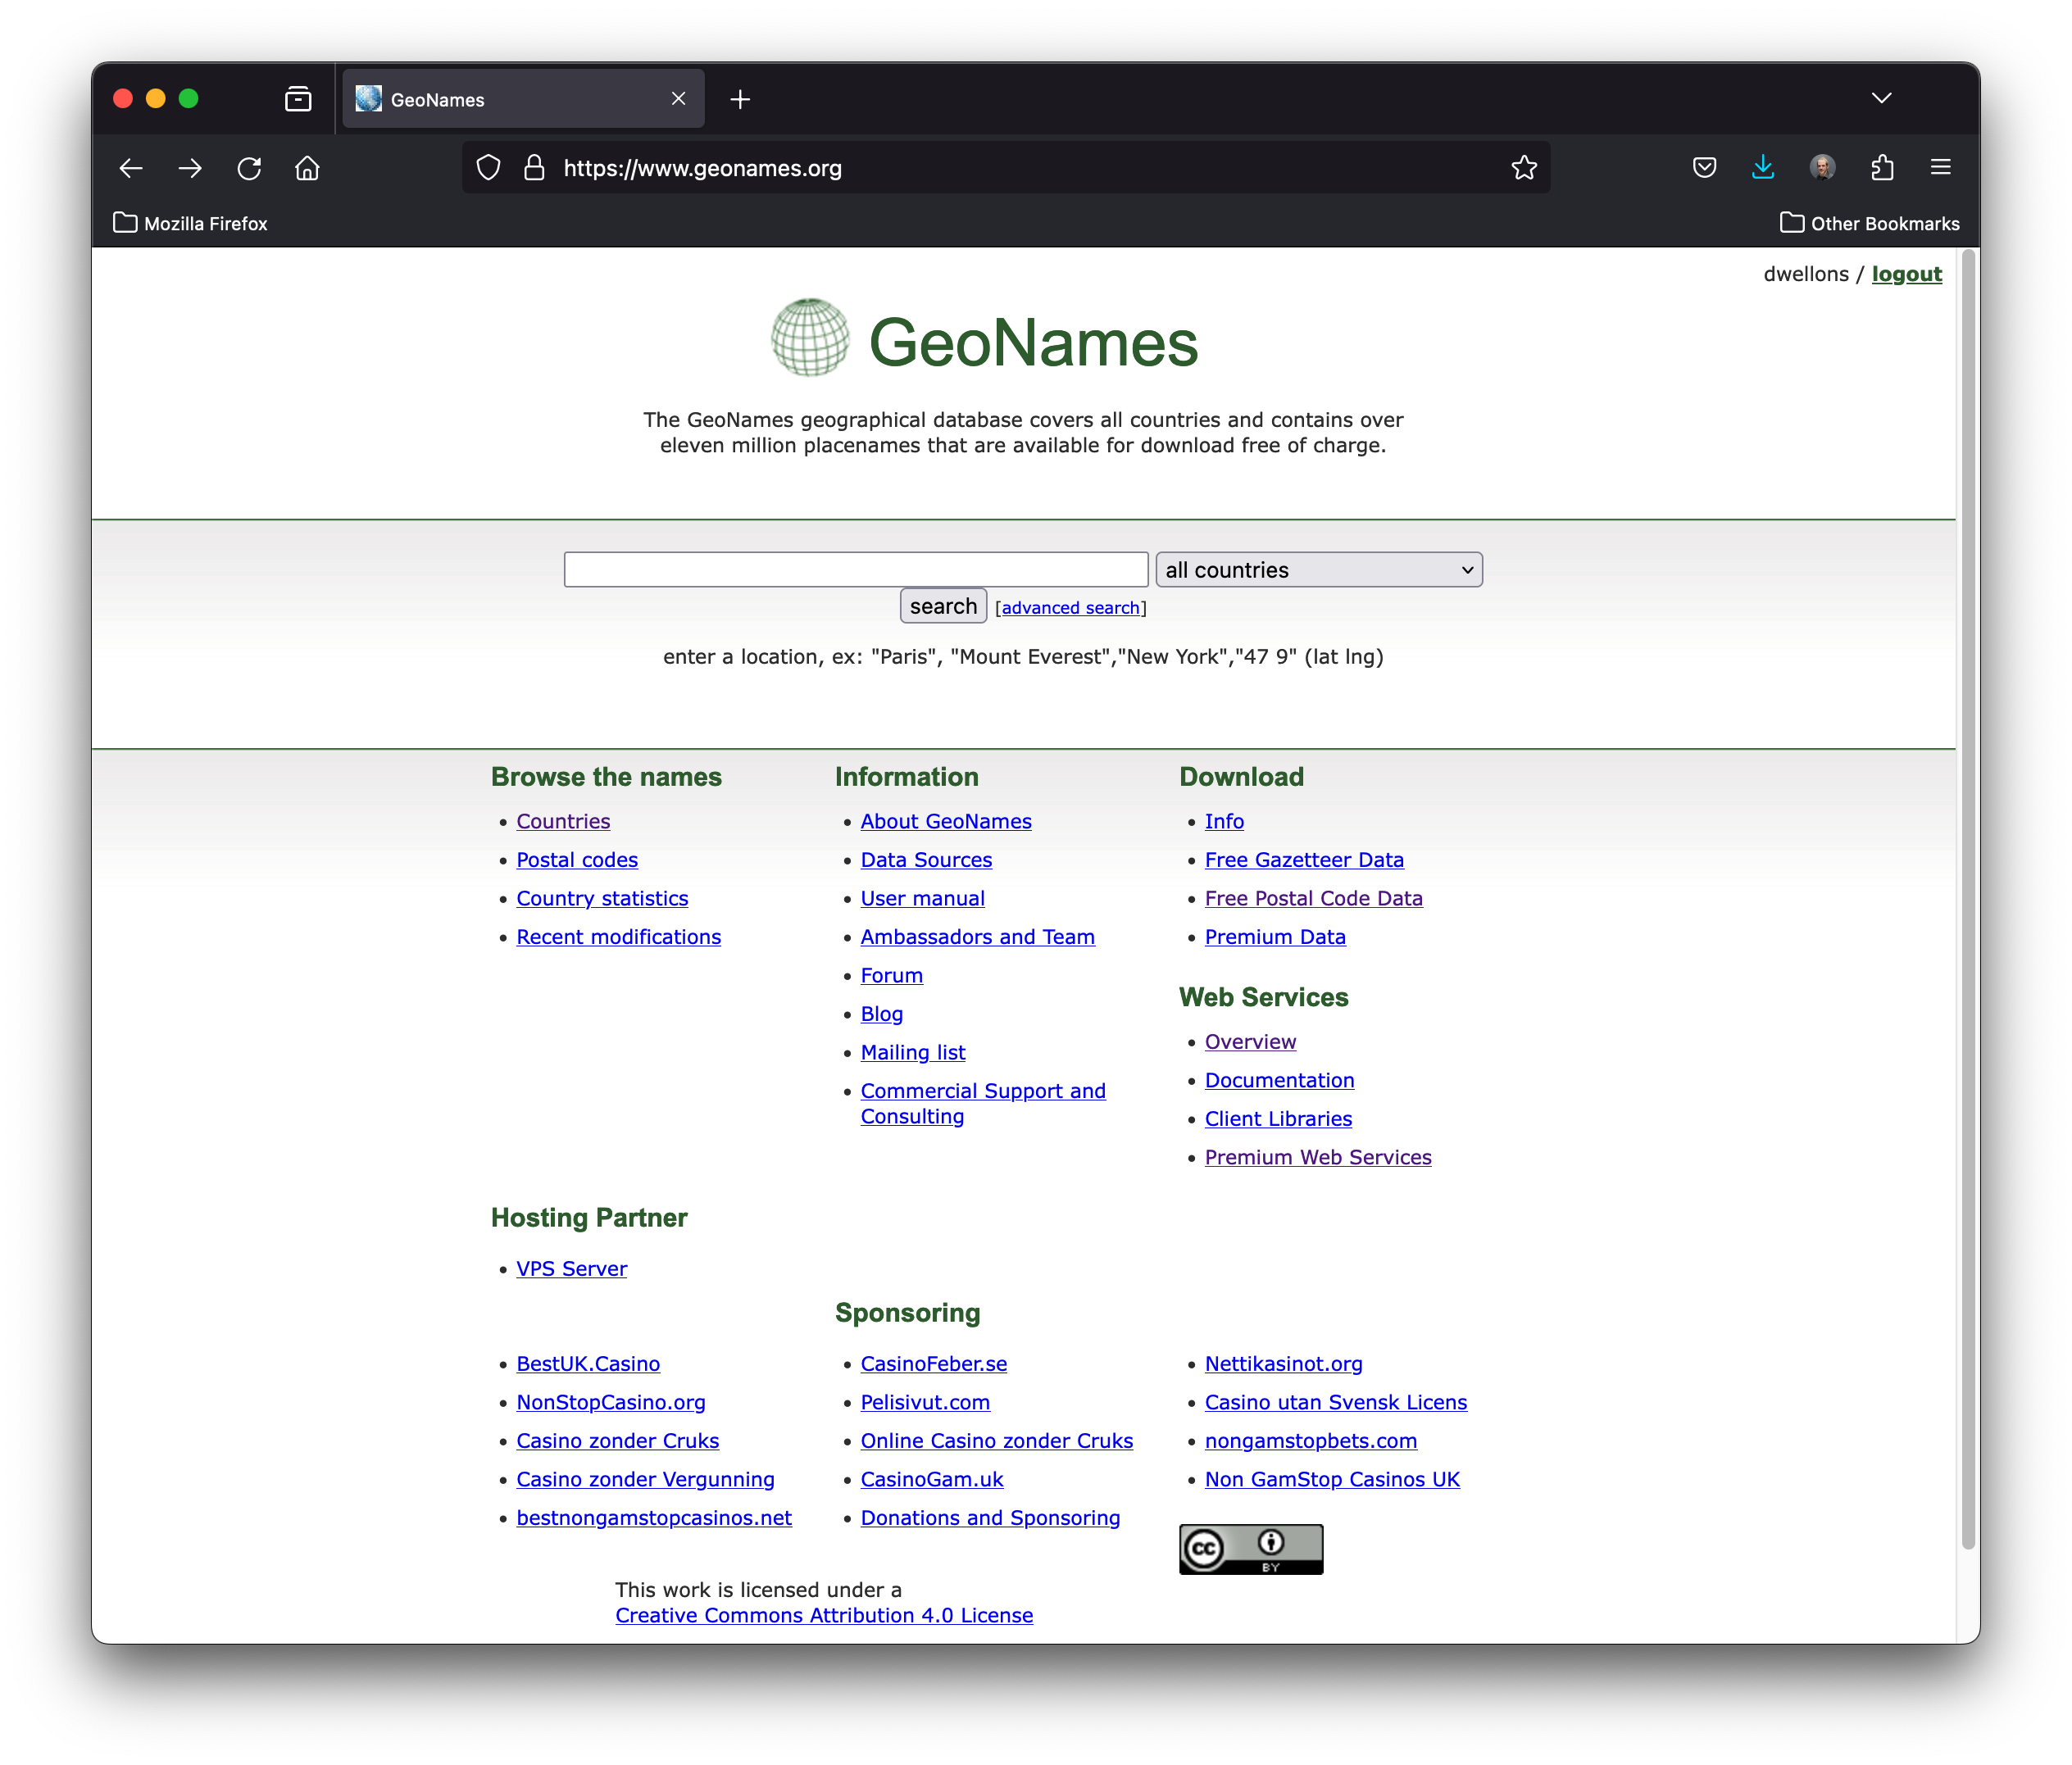 GeoNames
https://www.geonames.org
Mozilla Firefox
Other Bookmarks
dwellons / logout
GeoNames
The GeoNames geographical database covers all countries and contains over
eleven million placenames that are available for download free of charge.
all countries
search [advanced search]
enter a location, ex: "Paris", "Mount Everest","New York","47 9" (lat lng)
Browse the names
Countries
Postal codes
Country statistics
Recent modifications
Information
About GeoNames
Data Sources
User manual
Ambassadors and Team
Forum
Blog
Mailing list
Commercial Support and
Consulting
Download
Info
Free Gazetteer Data
Free Postal Code Data
Premium Data
Web Services
Overview
Documentation
Client Libraries
Premium Web Services
Hosting Partner
VPS Server
Sponsoring
BestUK.Casino
NonStopCasino.org
Casino zonder Cruks
Casino zonder Vergunning
bestnongamstopcasinos.net
CasinoFeber.se
Pelisivut.com
Online Casino zonder Cruks
CasinoGam.uk
Donations and Sponsoring
Nettikasinot.org
Casino utan Svensk Licens
nongamstopbets.com
Non GamStop Casinos UK
cc
BY
This work is licensed under a
Creative Commons Attribution 4.0 License